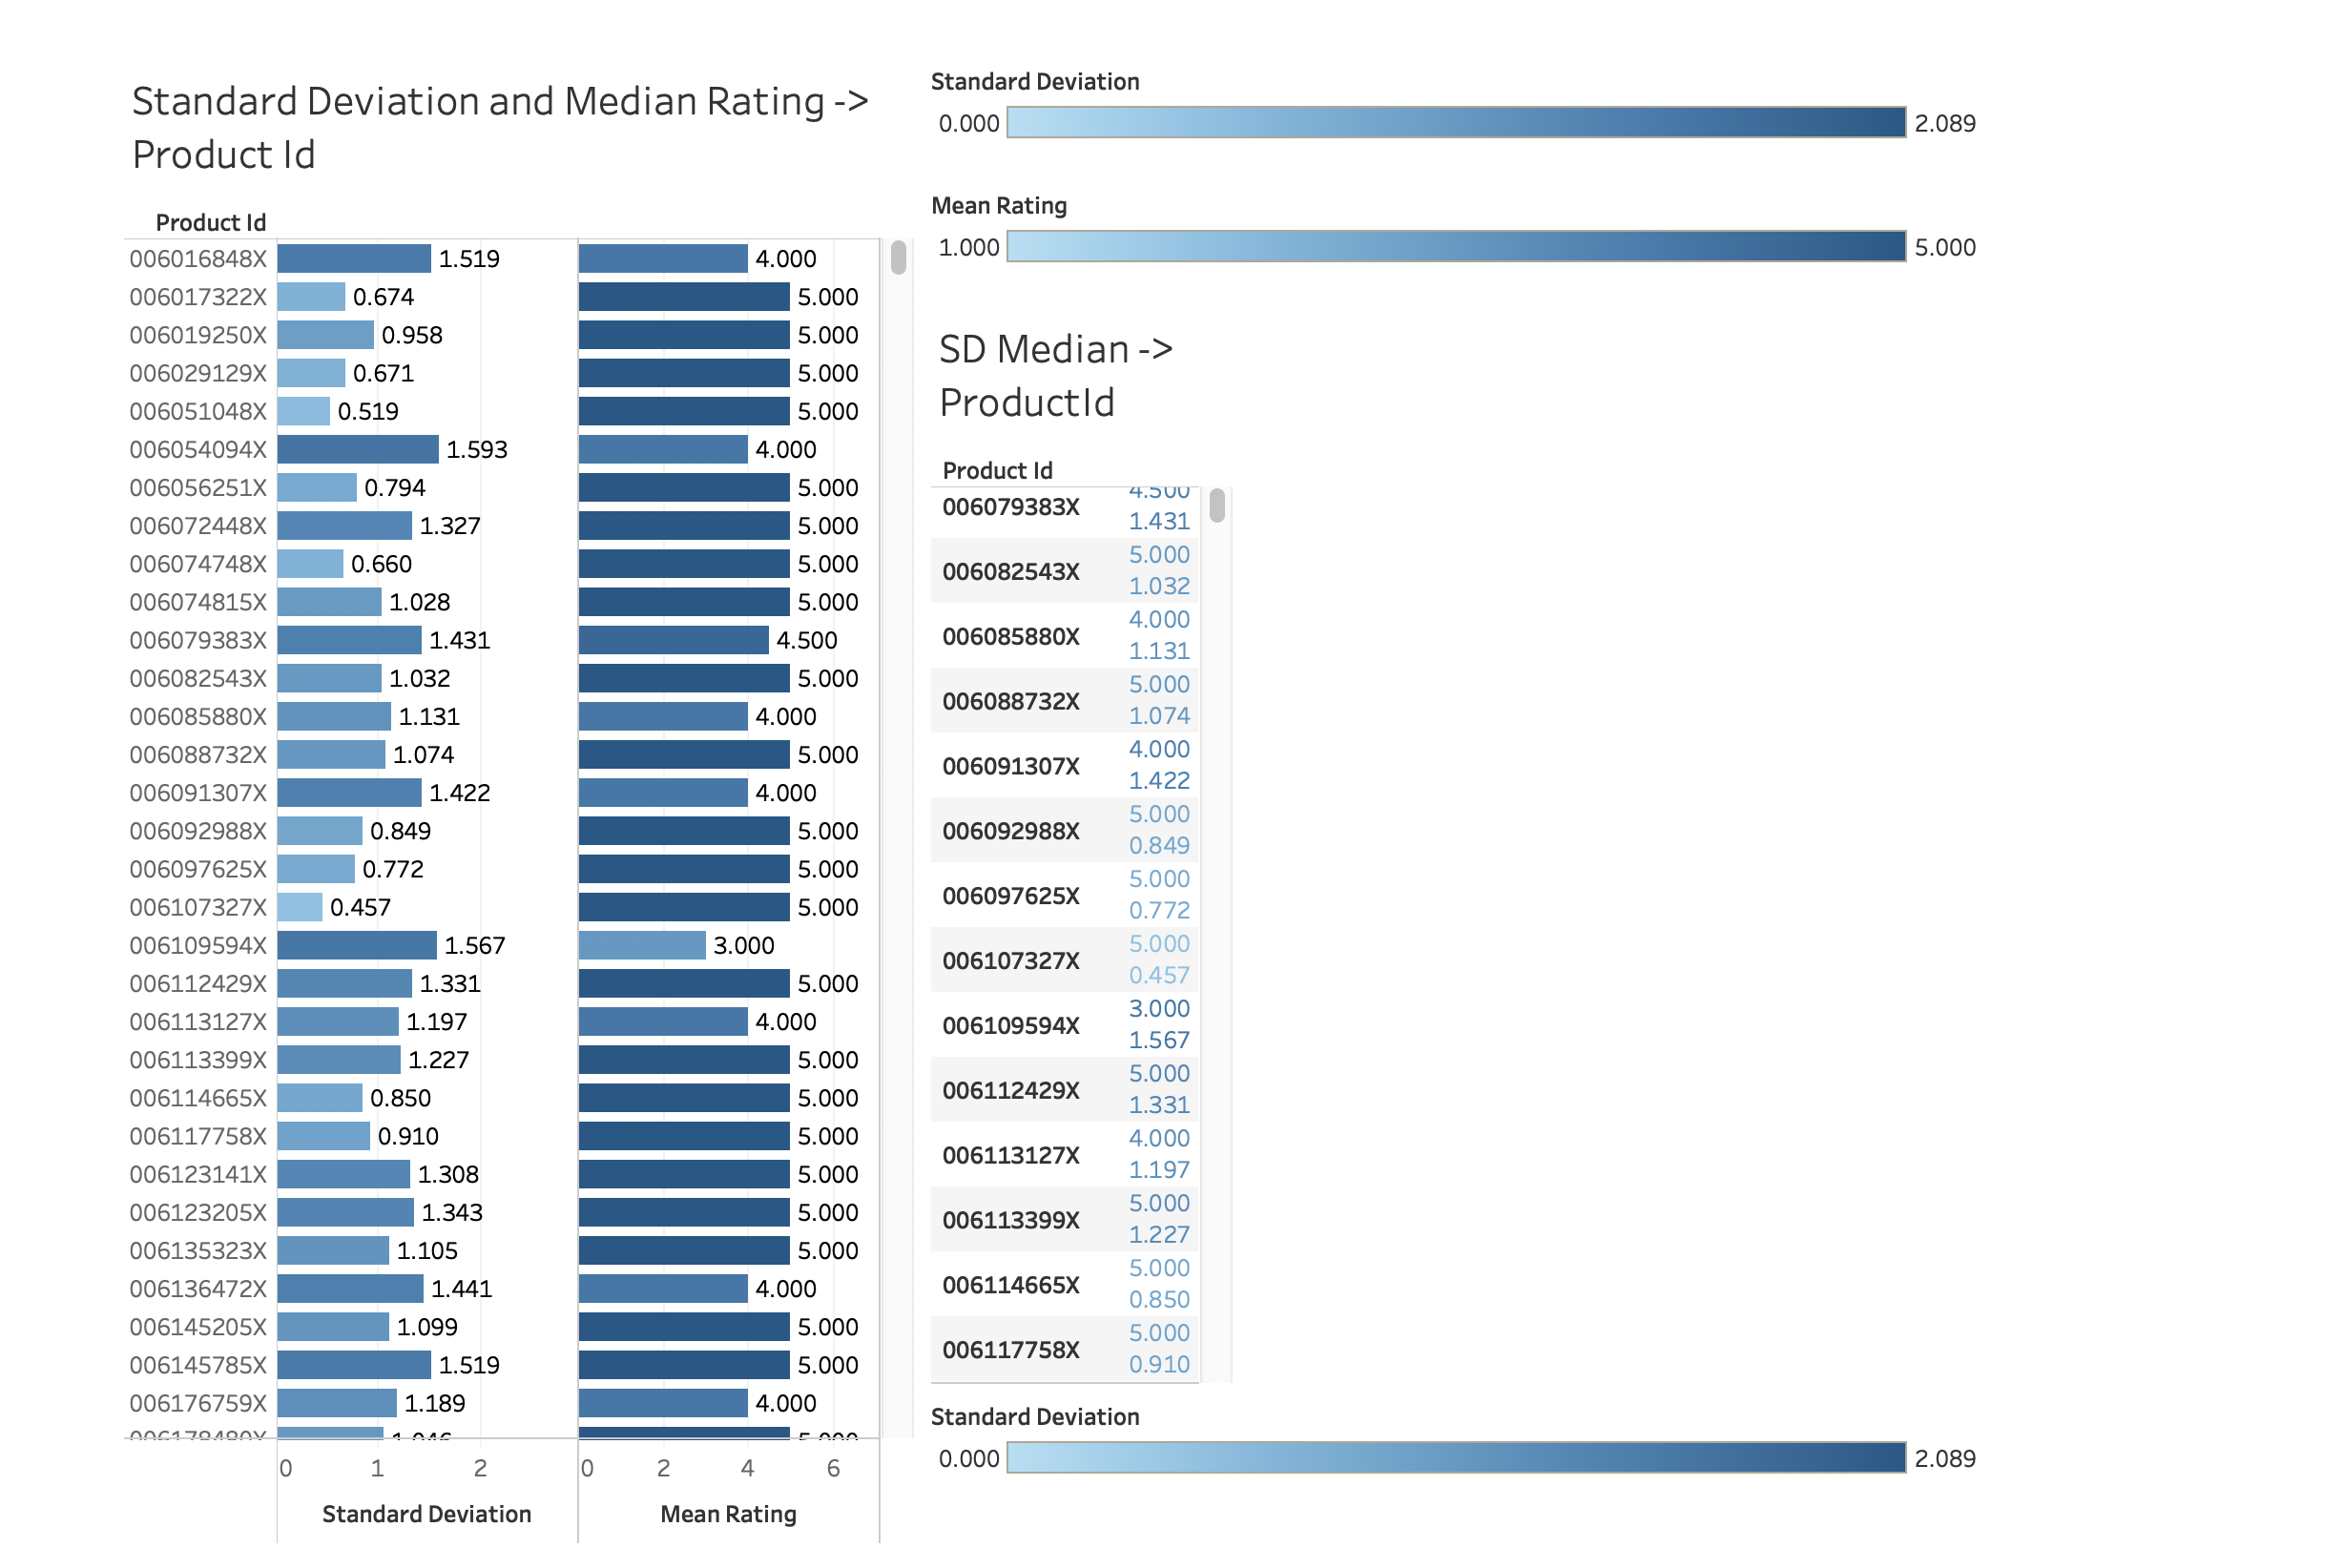 Standard Deviation and Median Rating ->
Product Id
Product Id
006016848X 1.519 4.000
006017322X 0.674 5.000
006019250X 0.958 5.000
006029129X 0.671 5.000
006051048X 0.519 5.000
006054094X 1.593 4.000
006056251X 0.794 5.000
006072448X 1.327 5.000
006074748X 0.660 5.000
006074815X 1.028 5.000
006079383X 1.431 4.500
006082543X 1.032 5.000
006085880X 1.131 4.000
006088732X 1.074 5.000
006091307X 1.422 4.000
006092988X 0.849 5.000
006097625X 0.772 5.000
006107327X 0.457 5.000
006109594X 1.567 3.000
006112429X 1.331 5.000
006113127X 1.197 4.000
006113399X 1.227 5.000
006114665X 0.850 5.000
006117758X 0.910 5.000
006123141X 1.308 5.000
006123205X 1.343 5.000
006135323X 1.105 5.000
006136472X 1.441 4.000
006145205X 1.099 5.000
006145785X 1.519 5.000
006176759X 1.189 4.000
0 1 2 0 2 4 6
Standard Deviation Mean Rating
Standard Deviation
0.000 2.089
Mean Rating
1.000 5.000
SD Median ->
ProductId
Product Id
4.500
006079383X
1.431
5.000
006082543X
1.032
4.000
006085880X
1.131
5.000
006088732X
1.074
4.000
006091307X
1.422
5.000
006092988X
0.849
5.000
006097625X
0.772
5.000
006107327X
0.457
3.000
006109594X
1.567
5.000
006112429X
1.331
4.000
006113127X
1.197
5.000
006113399X
1.227
5.000
006114665X
0.850
5.000
006117758X
0.910
Standard Deviation
0.000 2.089